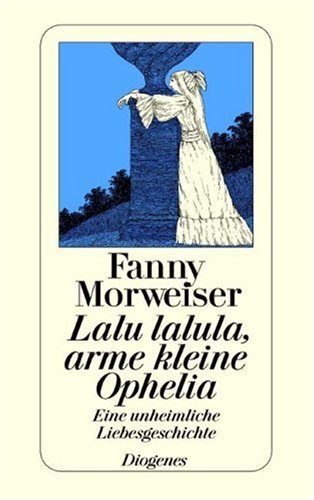 Fanny
Morweiser
Lalu lalula,
arme kleine
Ophelia
Eine unheimliche
Liebesgeschichte
Diogenes